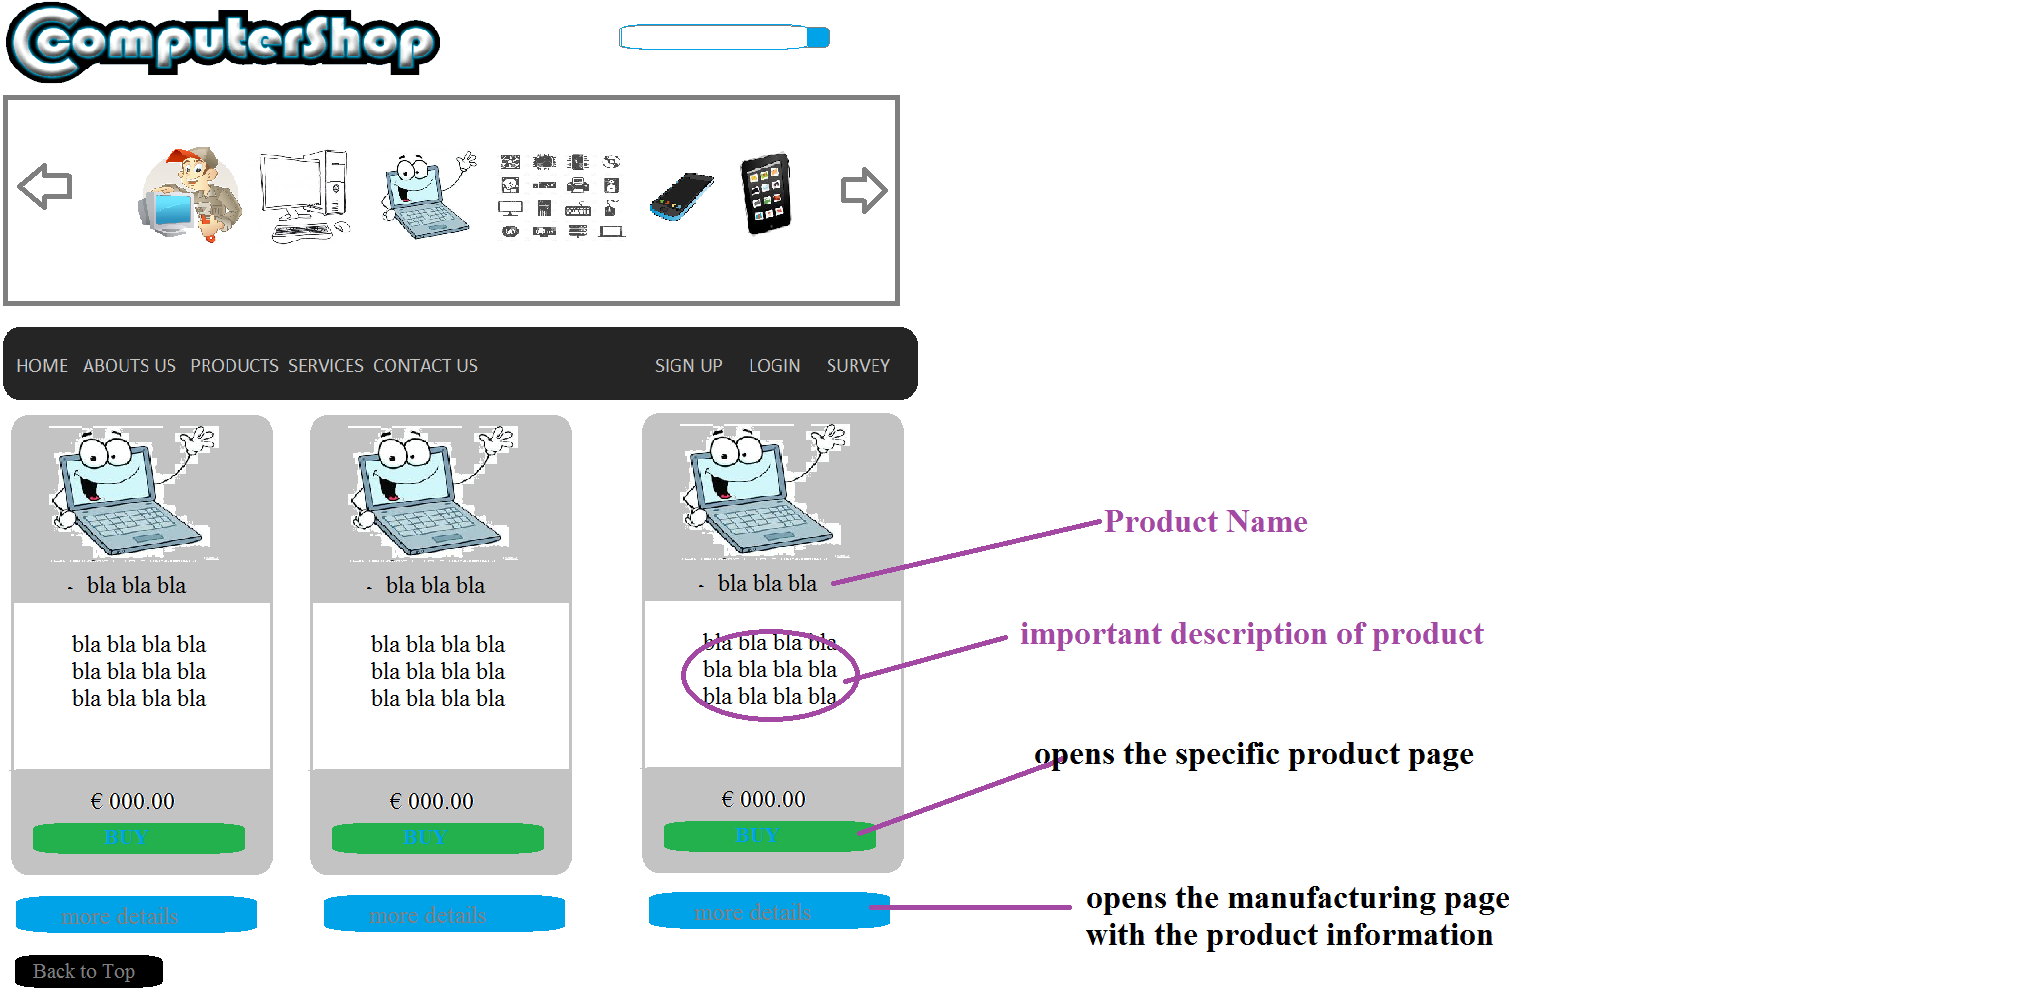 ComputerShop
HOME ABOUTS US PRODUCTS SERVICES CONTACT US SIGN UP LOGIN SURVEY
- bla bla bla
bla bla bla bla
bla bla bla bla
bla bla bla bla
€ 000.00
BUY
more details
- bla bla bla
bla bla bla bla
bla bla bla bla
bla bla bla bla
€ 000.00
BUY
more details
- bla bla bla
bla bla bla bla
bla bla bla bla
bla bla bla bla
€ 000.00
BUY
more details
Product Name
important description of product
opens the specific product page
opens the manufacturing page
with the product information
Back to Top